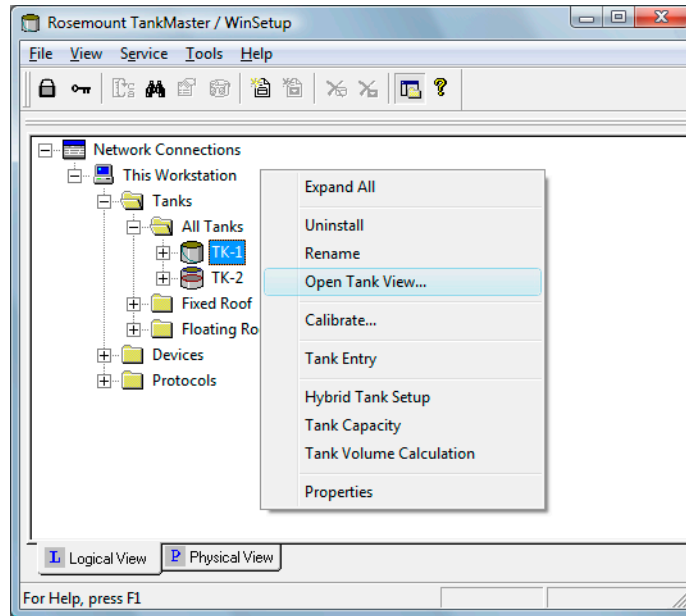 Rosemount TankMaster / WinSetup
File View Service Tools Help
Network Connections
This Workstation
Tanks
All Tanks
TK-1
TK-2
Fixed Roof
Floating Ro
Devices
Protocols
Expand All
Uninstall
Rename
Open Tank View...
Calibrate...
Tank Entry
Hybrid Tank Setup
Tank Capacity
Tank Volume Calculation
Properties
L Logical View P Physical View
For Help, press F1